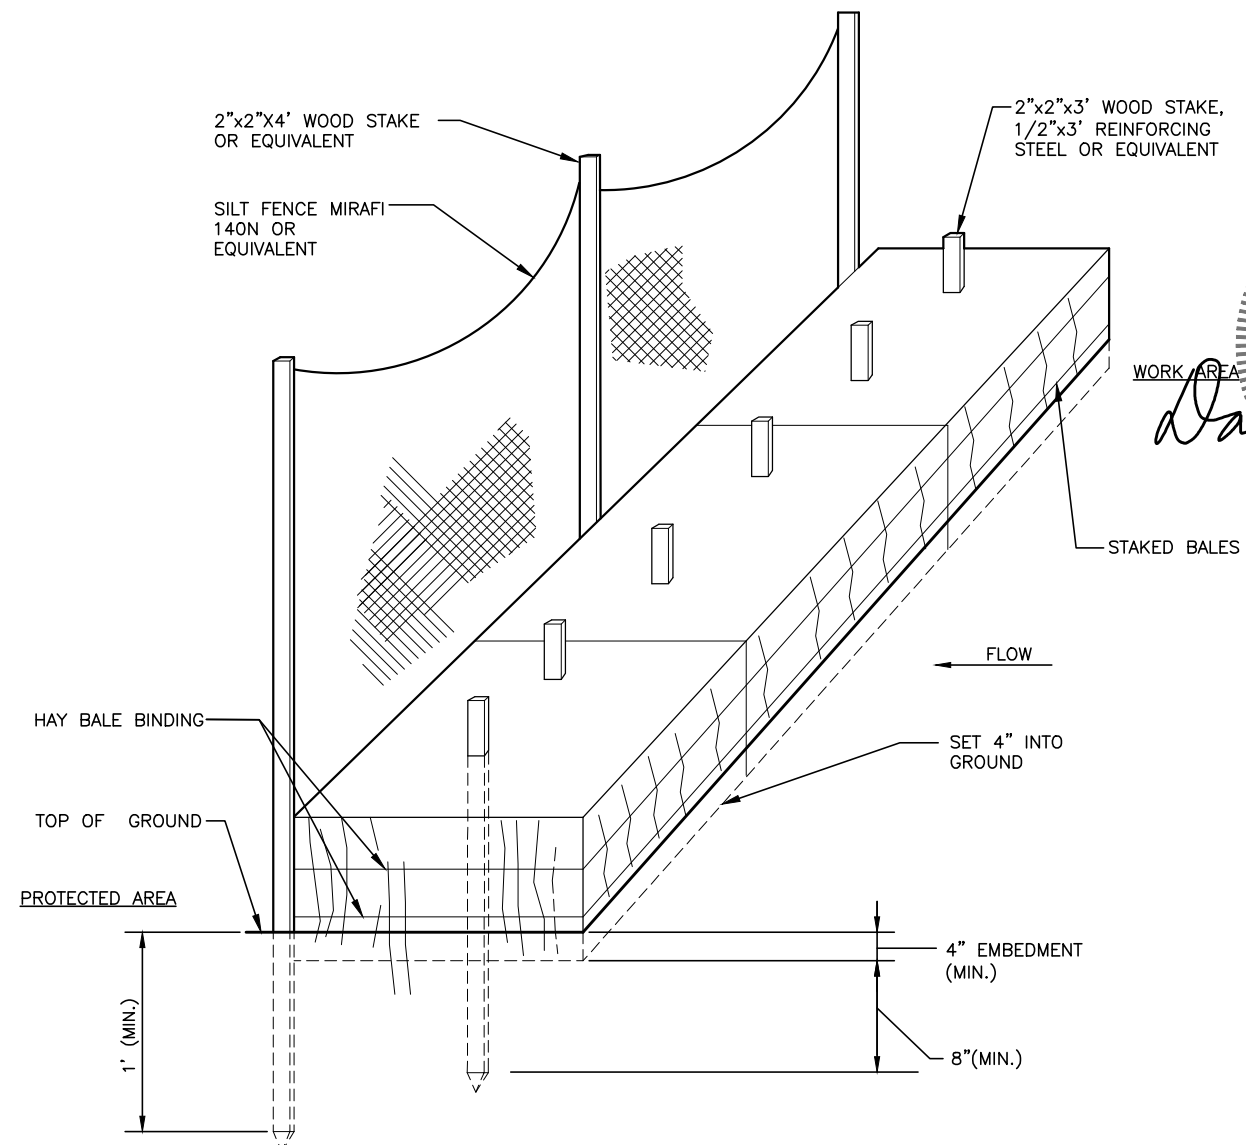 2"x2"X4' WOOD STAKE
OR EQUIVALENT
2"x2"x3' WOOD STAKE,
1/2"x3' REINFORCING
STEEL OR EQUIVALENT
SILT FENCE MIRAFI
140N OR
EQUIVALENT
WORK AREA
STAKED BALES
FLOW
HAY BALE BINDING
SET 4" INTO
GROUND
TOP OF GROUND
PROTECTED AREA
4" EMBEDMENT
(MIN.)
1' (MIN.)
8"(MIN.)